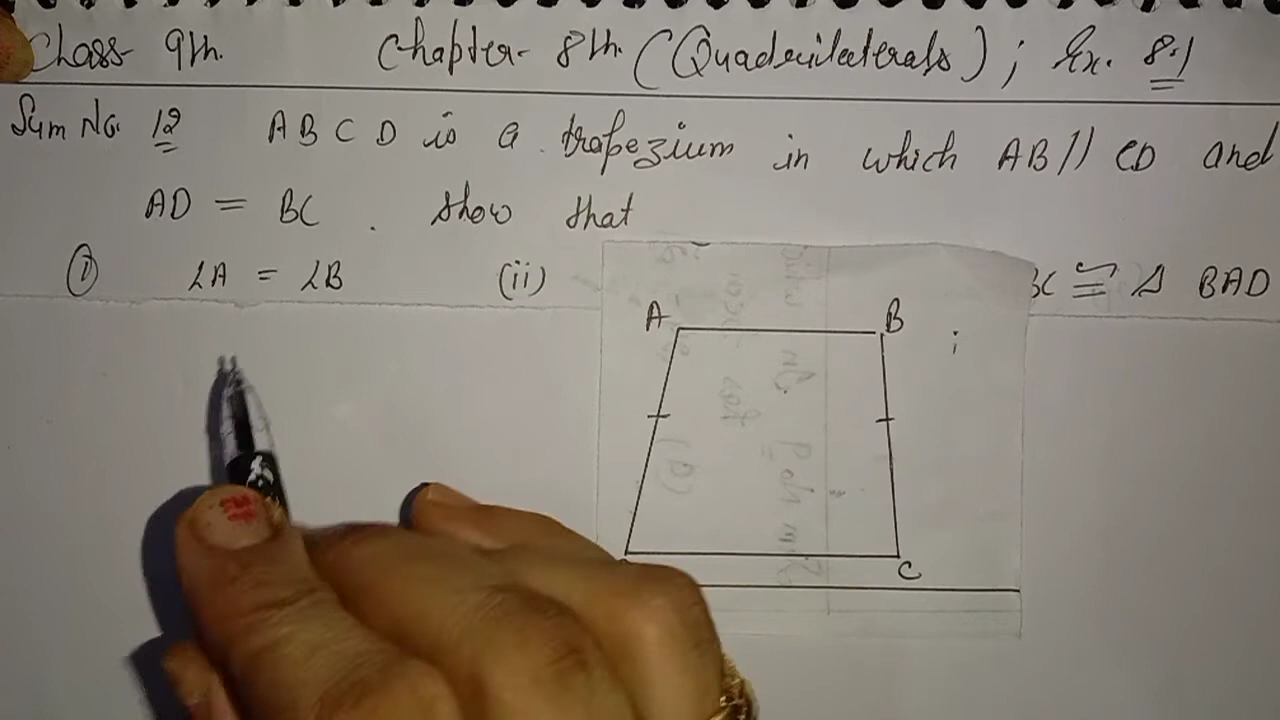 Class 9th. Chapter- 8th. (Quadrilaterals) ; Ex. 8.1
Sum No. 12 A B C D is a trapezium in which AB // CD and
AD = BC . show that
(i) ∠A = ∠B (ii) BC ≅ Δ BAD
A B
C